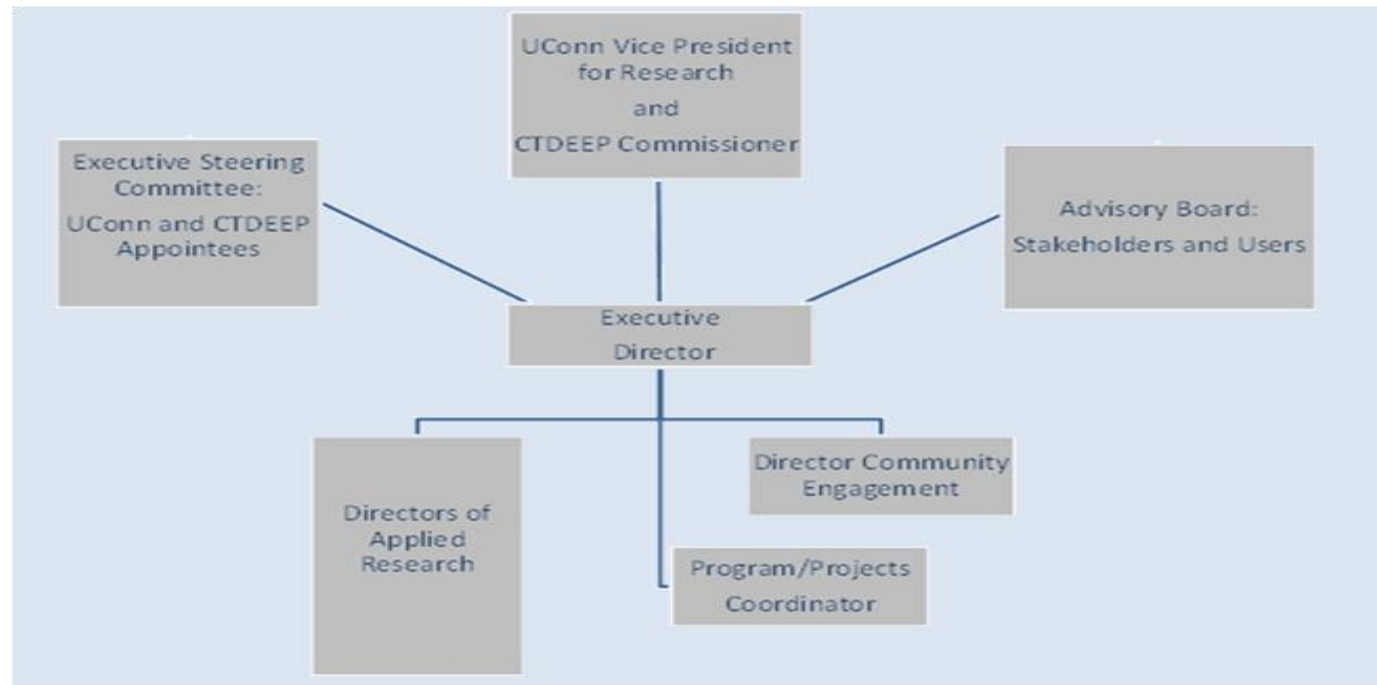 UConn Vice President
for Research
and
CTDEEP Commissioner
Executive Steering
Committee:
UConn and CTDEEP
Appointees
Advisory Board:
Stakeholders and Users
Executive
Director
Directors of
Applied
Research
Director Community
Engagement
Program/Projects
Coordinator